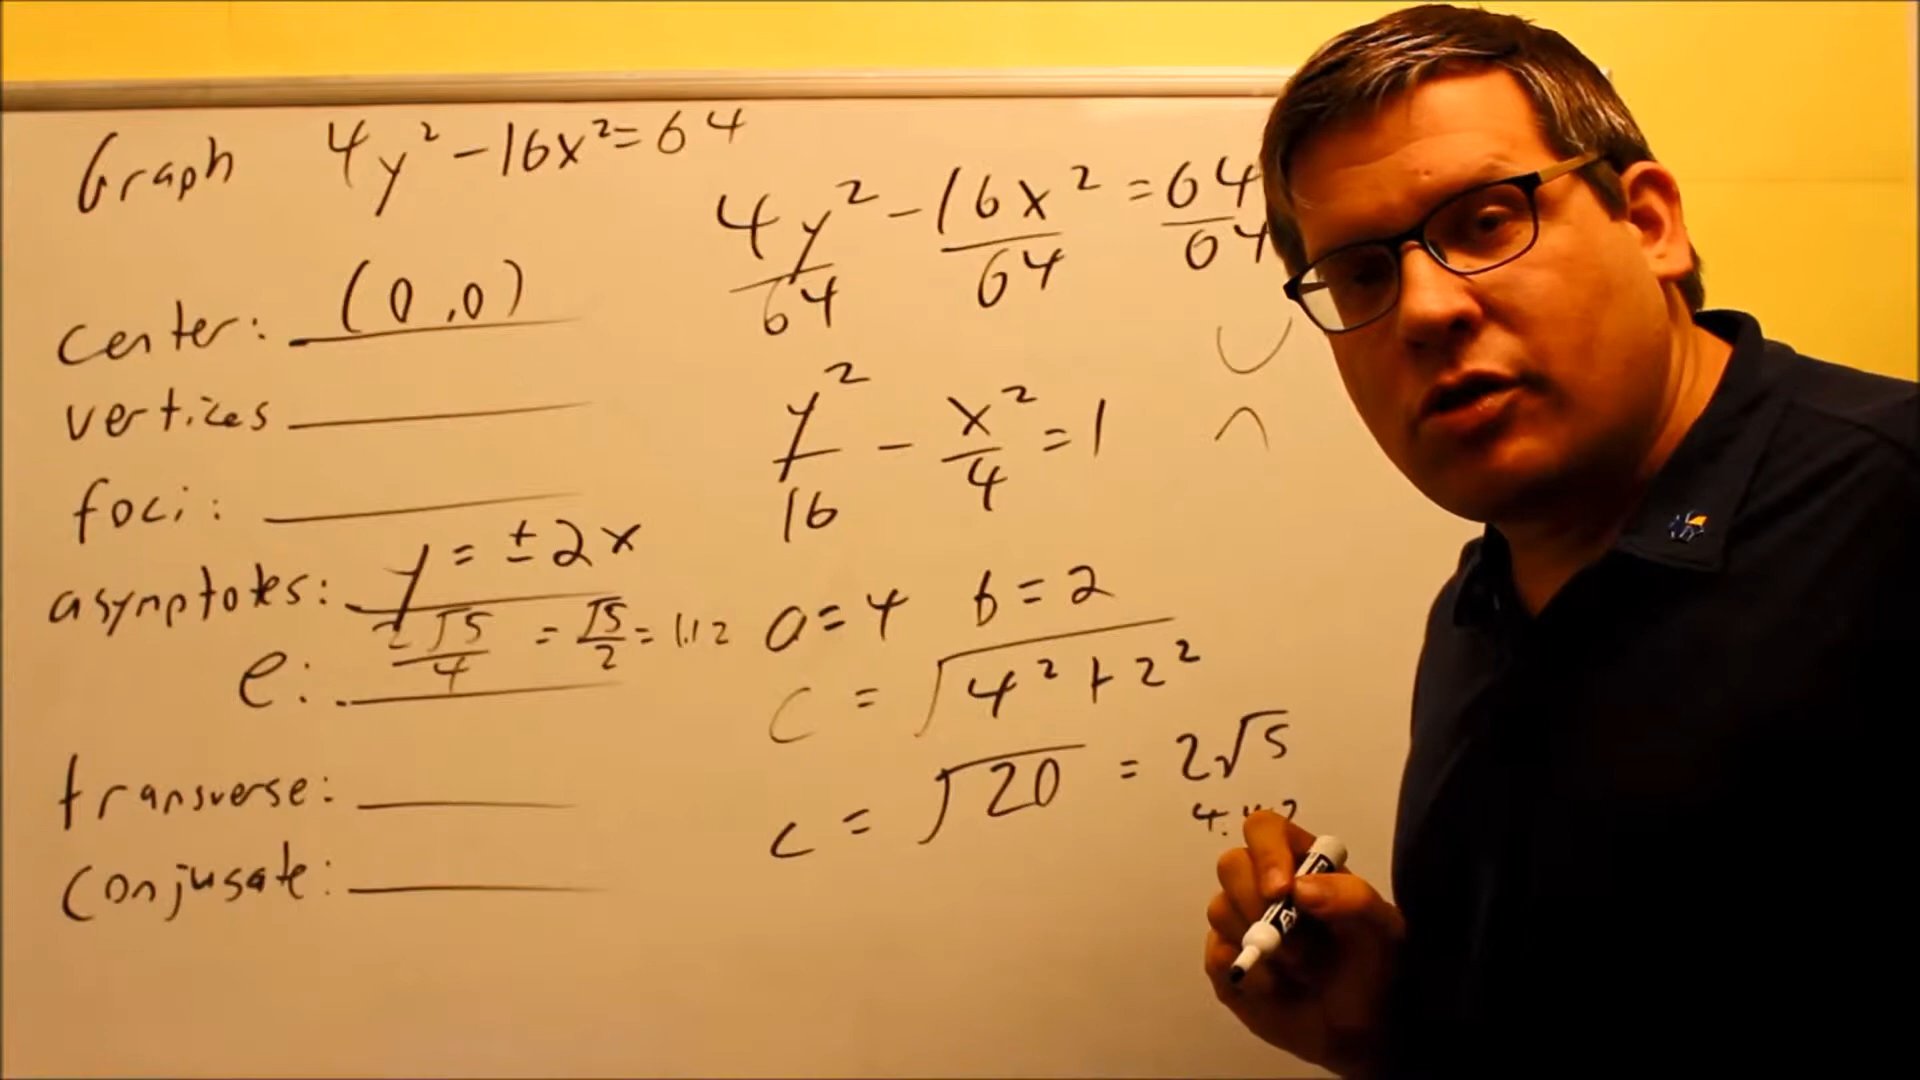 Graph 4y² - 16x² = 64
center: (0,0)
vertices
foci:
asymptotes: y = ±2x
e: 2√5/4 = √5/2 = 1.12
transverse:
conjugate:
4y²/64 - 16x²/64 = 64/64
y²/16 - x²/4 = 1
a=4 b=2
c = √4²+2²
c = √20 = 2√5